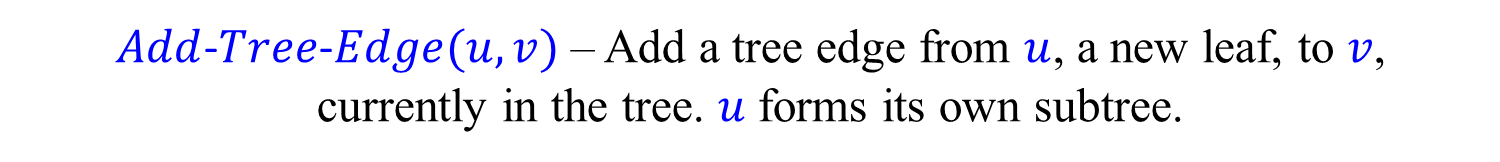 Add-Tree-Edge(u, v) – Add a tree edge from u, a new leaf, to v,
currently in the tree. u forms its own subtree.